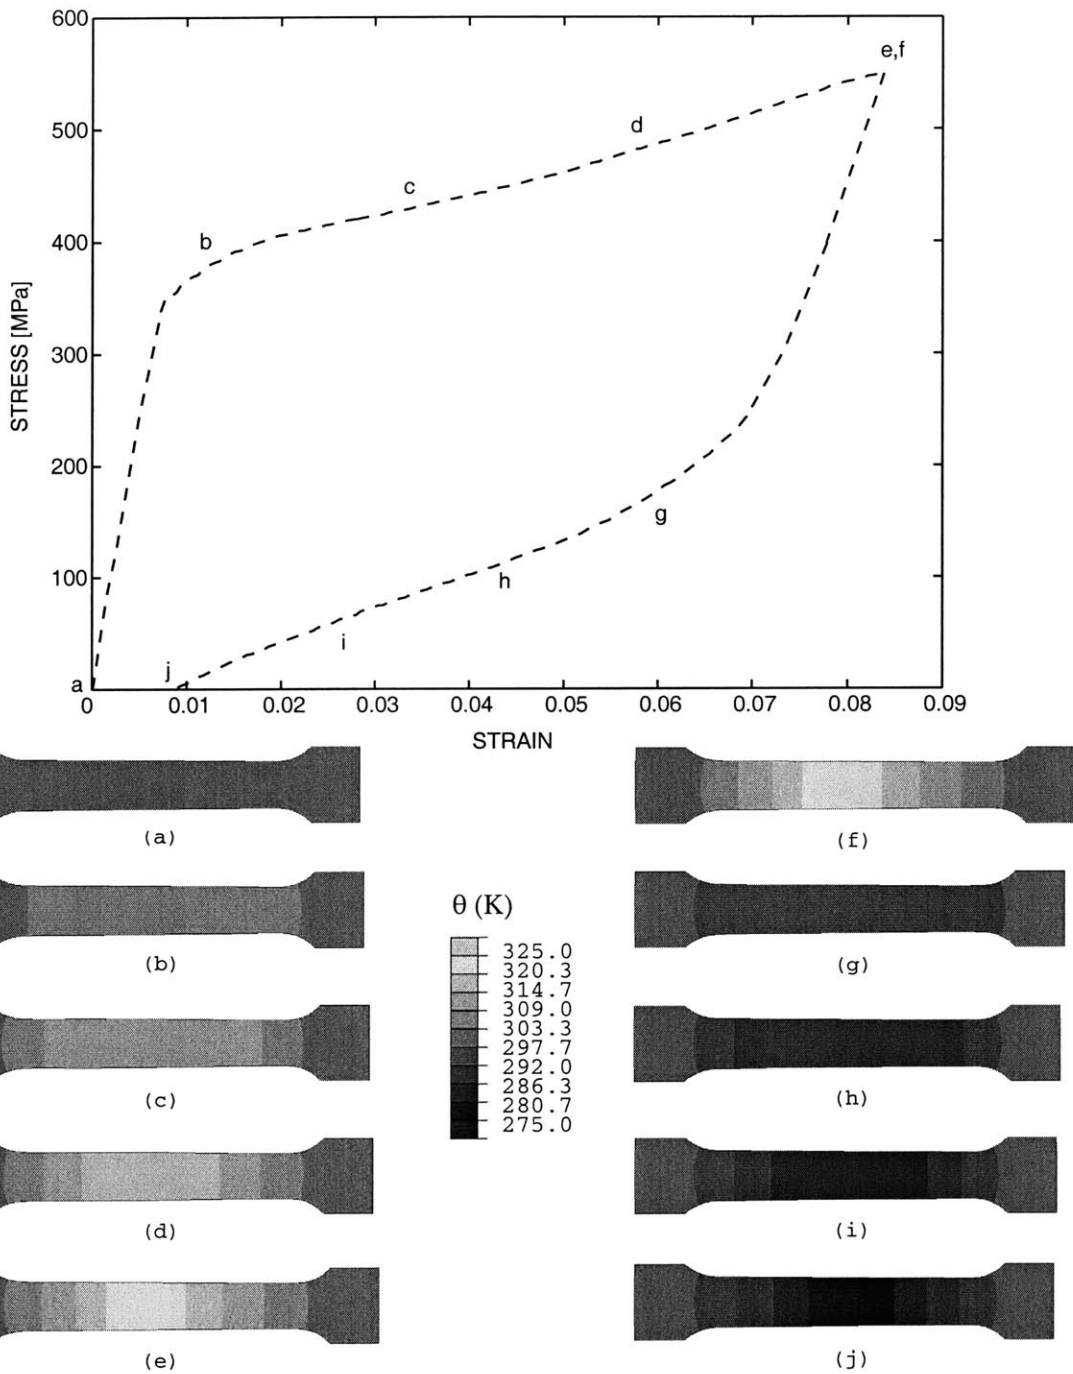 600
e,f
500
d
c
400
b
STRESS [MPa]
300
200
g
100
h
i
j
a
0 0.01 0.02 0.03 0.04 0.05 0.06 0.07 0.08 0.09
STRAIN
(a)
(b)
(c)
(d)
(e)
θ (K)
325.0
320.3
314.7
309.0
303.3
297.7
292.0
286.3
280.7
275.0
(f)
(g)
(h)
(i)
(j)